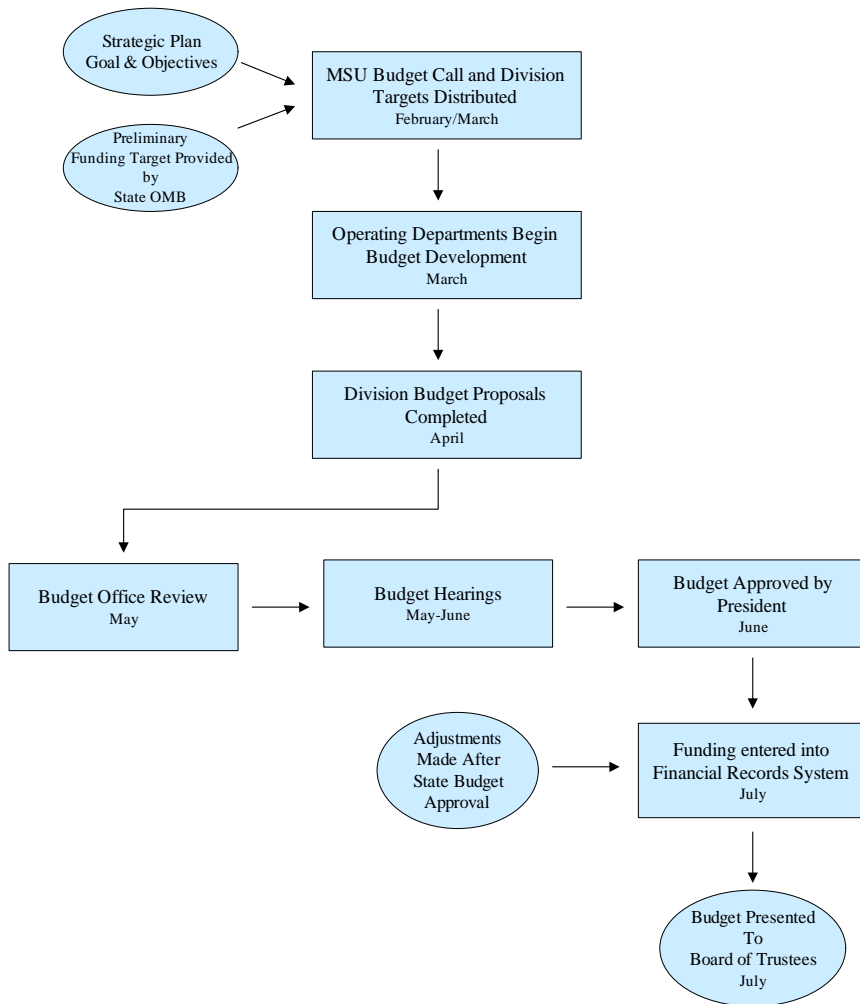 Strategic Plan
Goal & Objectives
MSU Budget Call and Division
Targets Distributed
February/March
Preliminary
Funding Target Provided
by
State OMB
Operating Departments Begin
Budget Development
March
Division Budget Proposals
Completed
April
Budget Office Review
May
Budget Hearings
May-June
Budget Approved by
President
June
Adjustments
Made After
State Budget
Approval
Funding entered into
Financial Records System
July
Budget Presented
To
Board of Trustees
July